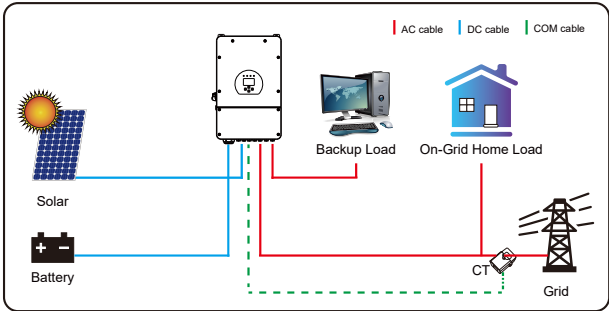 AC cable
DC cable
COM cable
Backup Load
On-Grid Home Load
Solar
Battery
CT
Grid